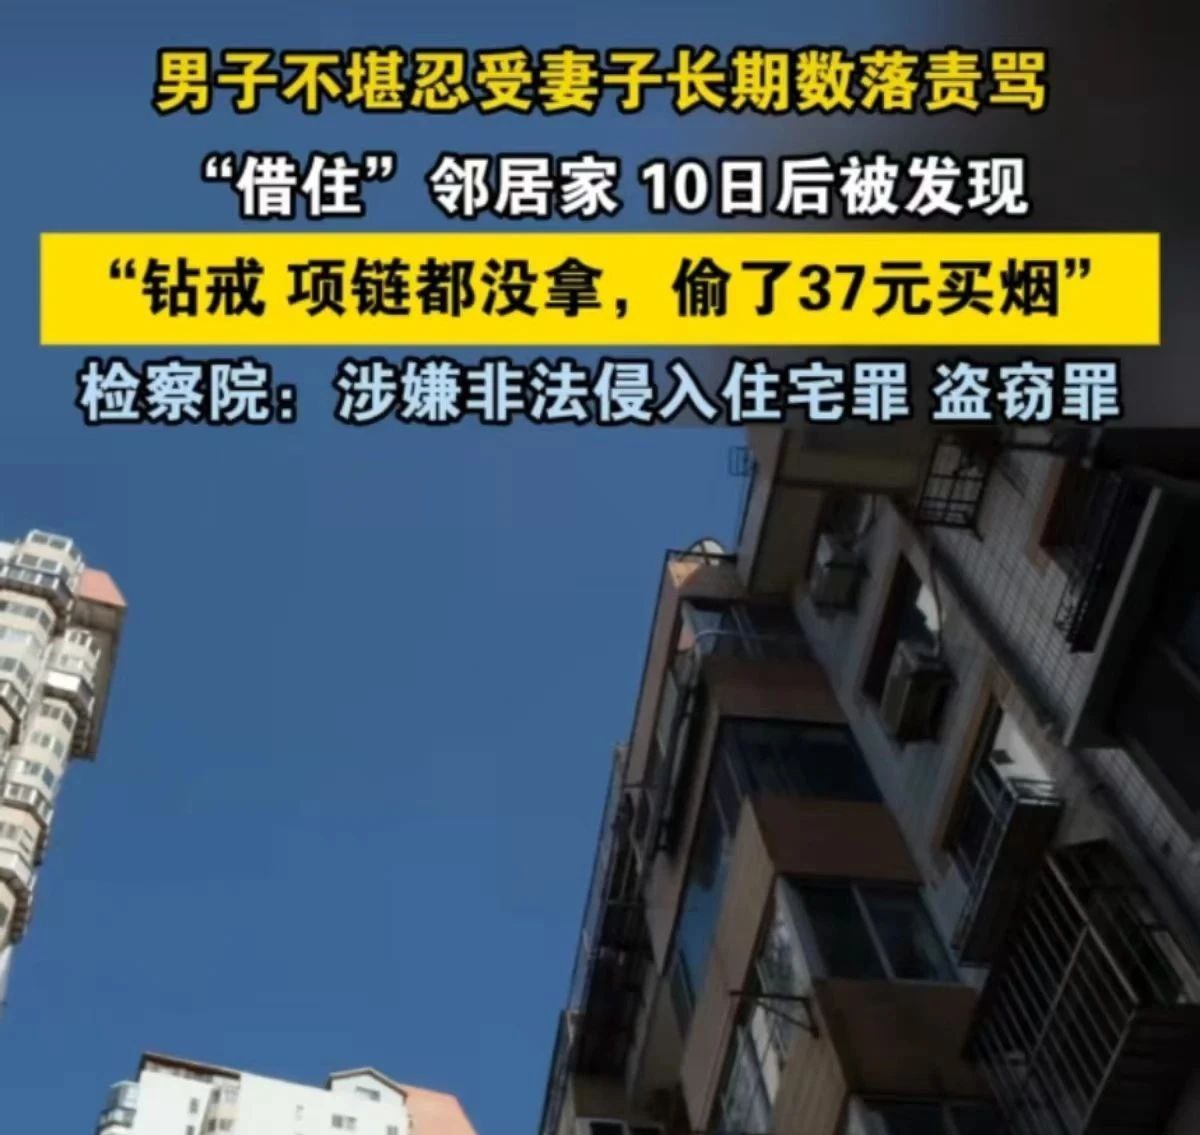 男子不堪忍受妻子长期数落责骂
“借住”邻居家 10日后被发现
“钻戒 项链都没拿，偷了37元买烟”
检察院：涉嫌非法侵入住宅罪 盗窃罪